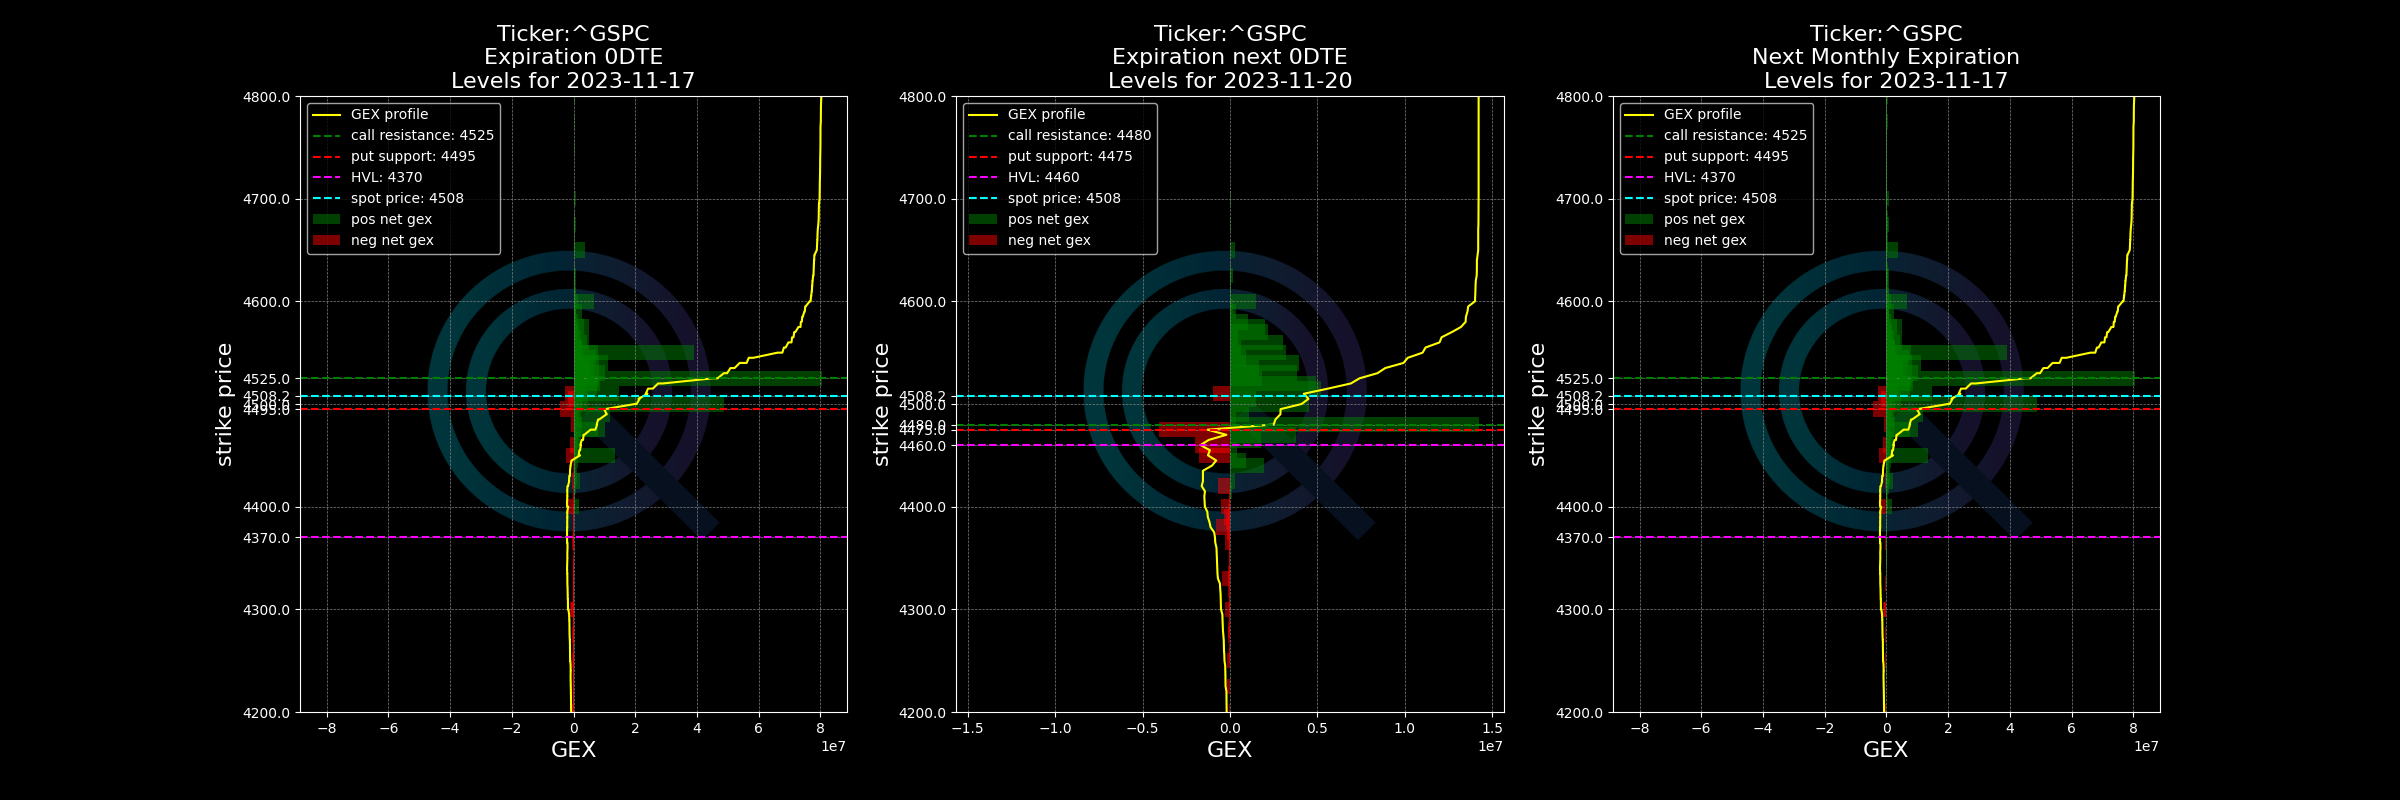 Ticker:^GSPC
Expiration 0DTE
Levels for 2023-11-17
GEX profile
call resistance: 4525
put support: 4495
HVL: 4370
spot price: 4508
pos net gex
neg net gex
4800.0
4700.0
4600.0
4525.0
4508.2
4500.0
4495.0
4400.0
4370.0
4300.0
4200.0
strike price
−8 −6 −4 −2 0 2 4 6 8
1e7
GEX
Ticker:^GSPC
Expiration next 0DTE
Levels for 2023-11-20
GEX profile
call resistance: 4480
put support: 4475
HVL: 4460
spot price: 4508
pos net gex
neg net gex
4800.0
4700.0
4600.0
4508.2
4500.0
4480.0
4475.0
4460.0
4400.0
4300.0
4200.0
strike price
−1.5 −1.0 −0.5 0.0 0.5 1.0 1.5
1e7
GEX
Ticker:^GSPC
Next Monthly Expiration
Levels for 2023-11-17
GEX profile
call resistance: 4525
put support: 4495
HVL: 4370
spot price: 4508
pos net gex
neg net gex
4800.0
4700.0
4600.0
4525.0
4508.2
4500.0
4495.0
4400.0
4370.0
4300.0
4200.0
strike price
−8 −6 −4 −2 0 2 4 6 8
1e7
GEX